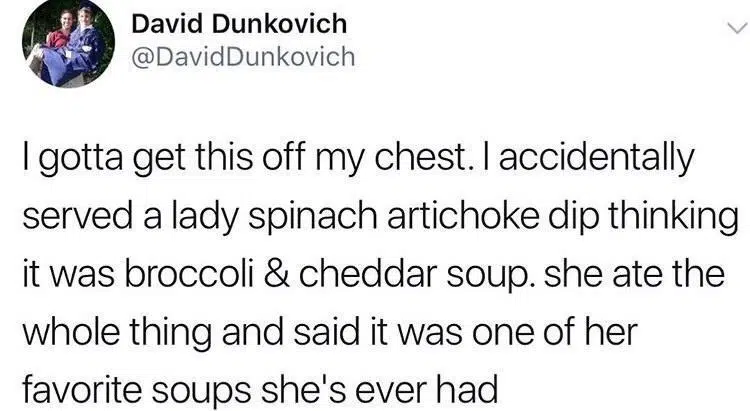 David Dunkovich
@DavidDunkovich
I gotta get this off my chest. I accidentally
served a lady spinach artichoke dip thinking
it was broccoli & cheddar soup. she ate the
whole thing and said it was one of her
favorite soups she's ever had